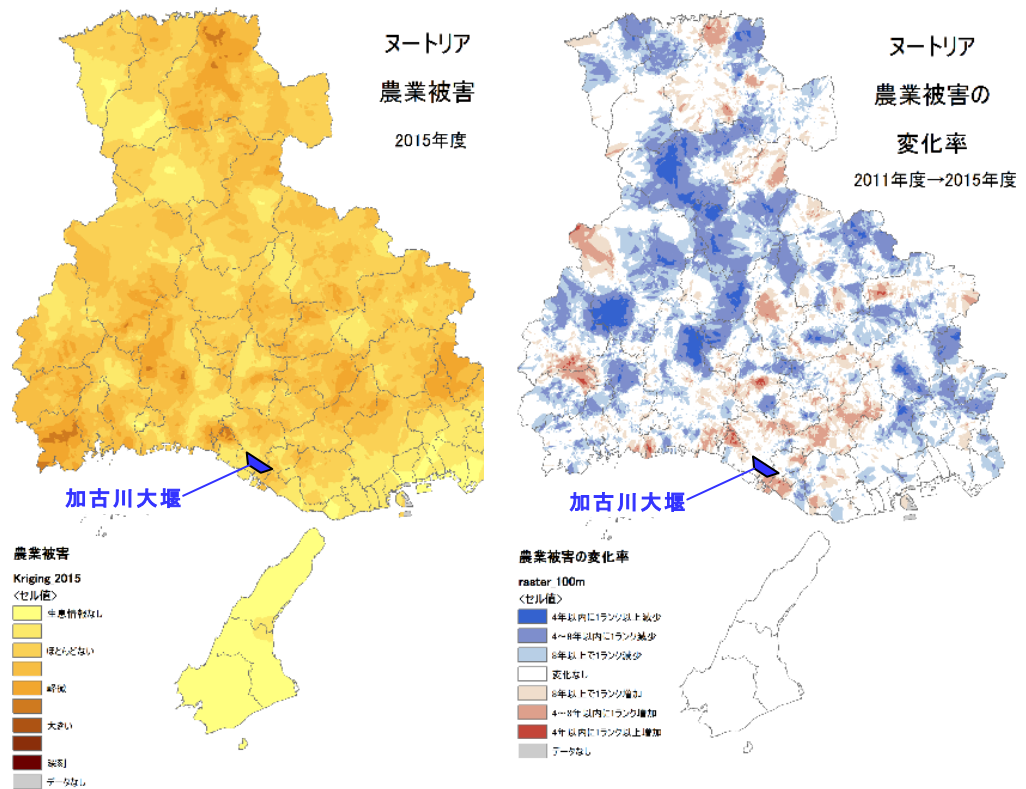 ヌートリア
農業被害
2015年度
加古川大堰
農業被害
Kriging 2015
<セル値>
生息情報なし
ほとんどない
軽微
大きい
深刻
データなし
ヌートリア
農業被害の
変化率
2011年度→2015年度
加古川大堰
農業被害の変化率
raster 100m
<セル値>
4年以内に1ランク以上減少
4～8年以内に1ランク減少
8年以上で1ランク減少
変化なし
8年以上で1ランク増加
4～8年以内に1ランク増加
4年以内に1ランク以上増加
データなし